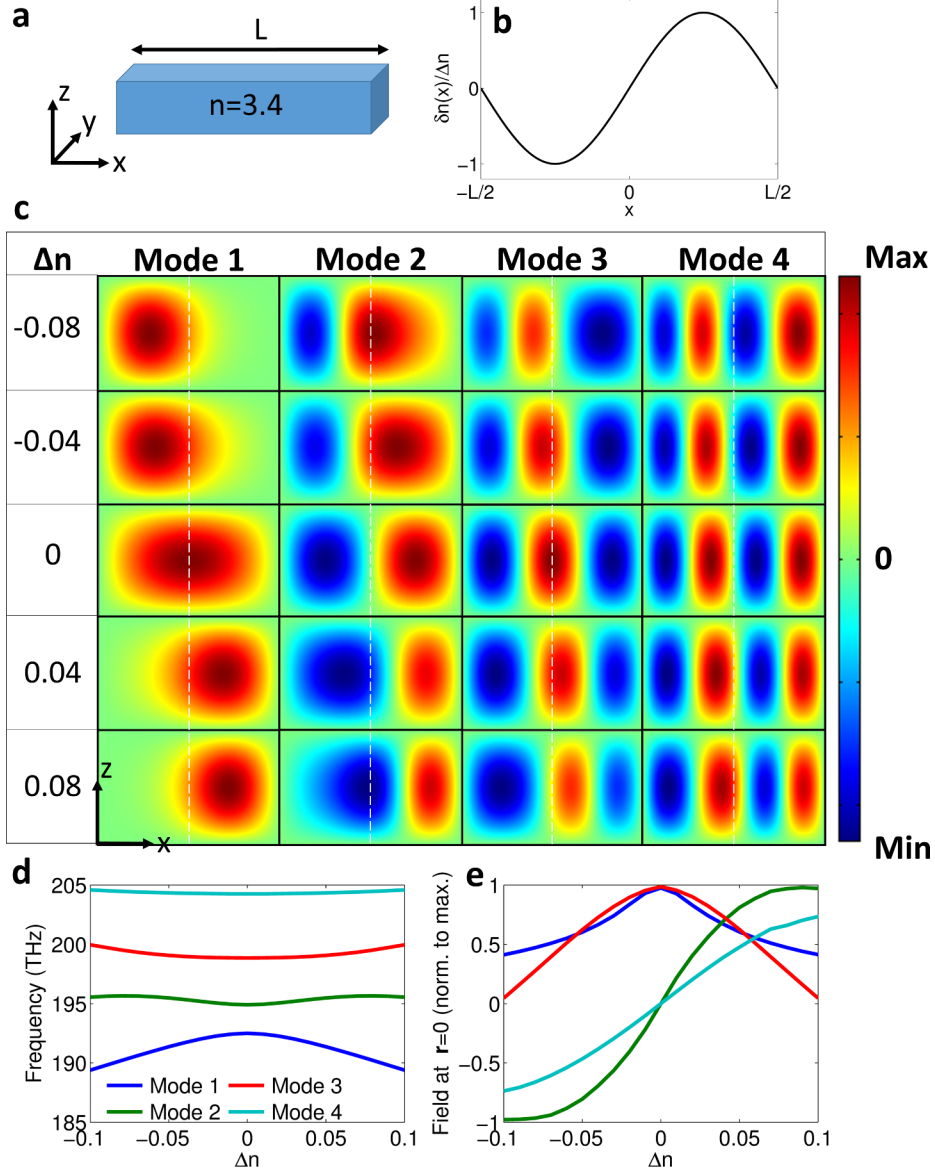 a
L
n=3.4
z
y
x
b
δn(x)/Δn
1
0
−1
−L/2
0
L/2
x
c
Δn Mode 1 Mode 2 Mode 3 Mode 4
Max
-0.08
-0.04
0
0
0.04
0.08
z
x
Min
d
Frequency (THz)
205
200
195
190
185
Mode 1
Mode 2
Mode 3
Mode 4
−0.1 −0.05 0 0.05 0.1
Δn
e
Field at r=0 (norm. to max.)
1
0.5
0
−0.5
−1
−0.1 −0.05 0 0.05 0.1
Δn